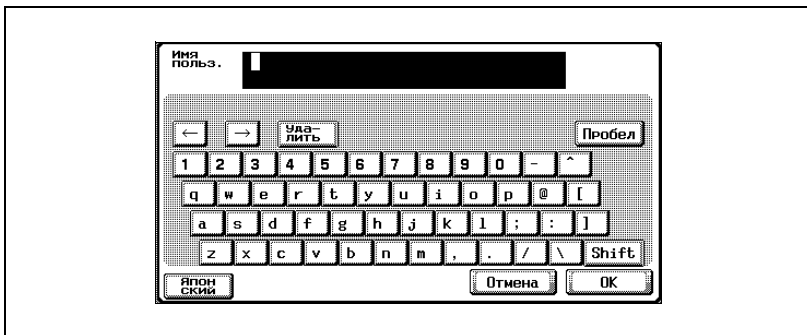 Имя
польз.
← → Уда-
лить Пробел
1 2 3 4 5 6 7 8 9 0 - ^
q w e r t y u i o p @ [
a s d f g h j k l ; : ]
z x c v b n m , . / \ Shift
Япон
ский Отмена OK